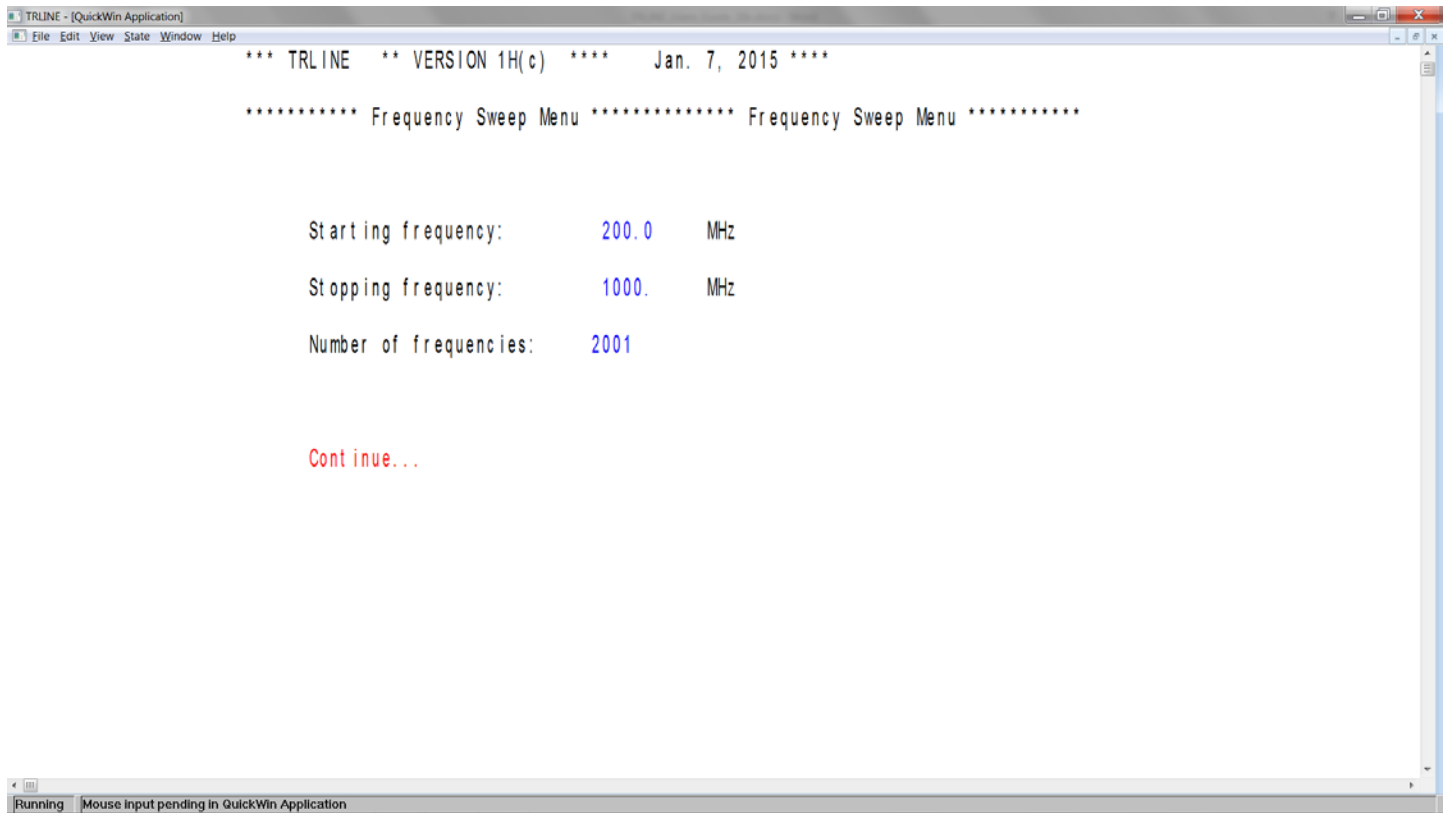 TRLINE - [QuickWin Application]
File Edit View State Window Help
*** TRLINE ** VERSION 1H(c) **** Jan. 7, 2015 ****
*********** Frequency Sweep Menu ************** Frequency Sweep Menu ***********
Starting frequency: 200.0 MHz
Stopping frequency: 1000. MHz
Number of frequencies: 2001
Continue...
Running Mouse input pending in QuickWin Application